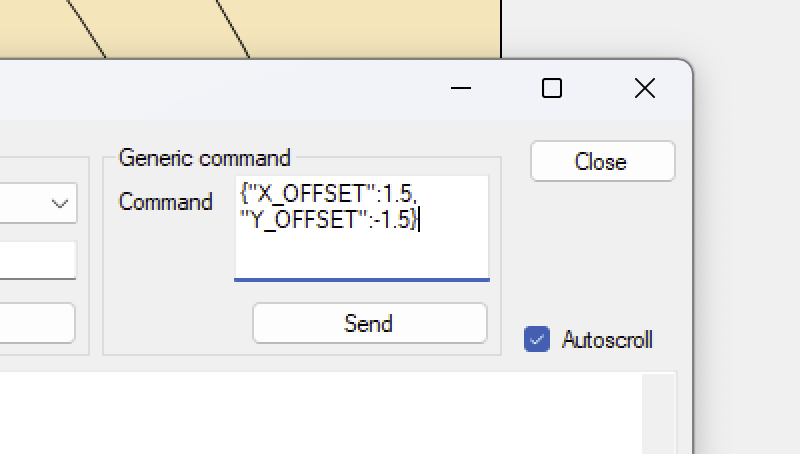 Generic command
Close
Command
{"X_OFFSET":1.5,
"Y_OFFSET":-1.5}
Send
Autoscroll